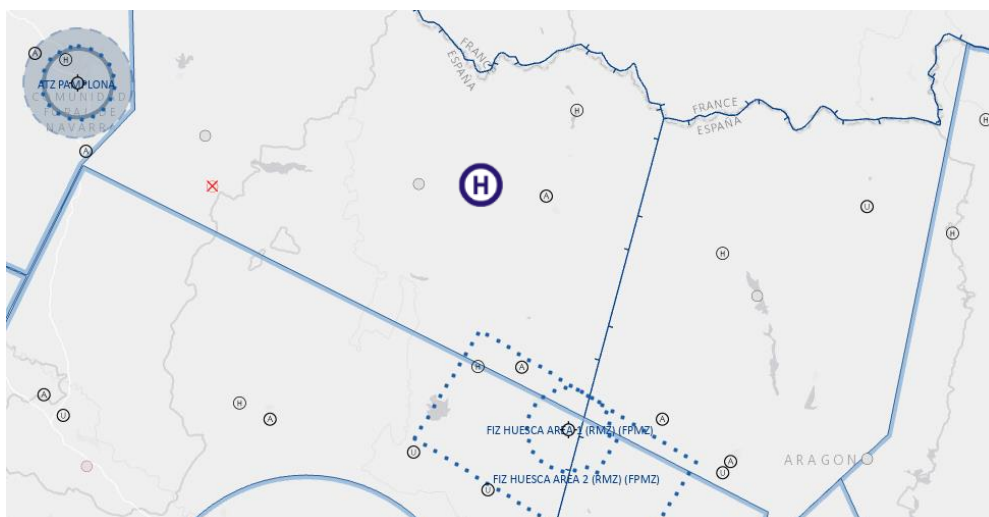 FRANCE
ESPAÑA
ATZ PAMPLONA
COMUNIDAD
FORAL DE
NAVARRA
FRANCE
ESPAÑA
A
H
A
H
H
H
A
U
H
H
H
A
A
H
A
A
U
FIZ HUESCA AREA 1 (RMZ) (FPMZ)
U
A
U
ARAGON
FIZ HUESCA AREA 2 (RMZ) (FPMZ)
U